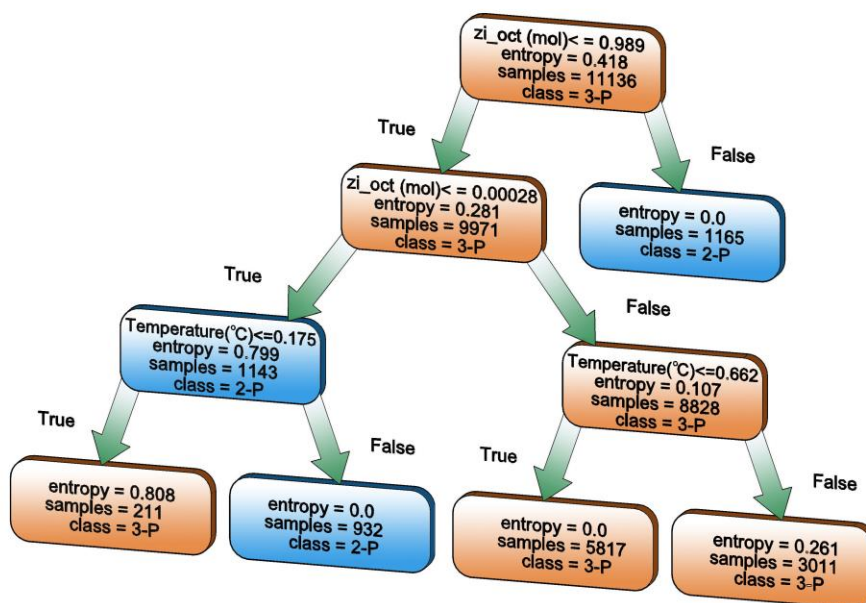 zi_oct (mol)< = 0.989
entropy = 0.418
samples = 11136
class = 3-P
True
False
zi_oct (mol)< = 0.00028
entropy = 0.281
samples = 9971
class = 3-P
entropy = 0.0
samples = 1165
class = 2-P
True
False
Temperature(°C)<=0.175
entropy = 0.799
samples = 1143
class = 2-P
Temperature(°C)<=0.662
entropy = 0.107
samples = 8828
class = 3-P
True
False
True
False
entropy = 0.808
samples = 211
class = 3-P
entropy = 0.0
samples = 932
class = 2-P
entropy = 0.0
samples = 5817
class = 3-P
entropy = 0.261
samples = 3011
class = 3-P